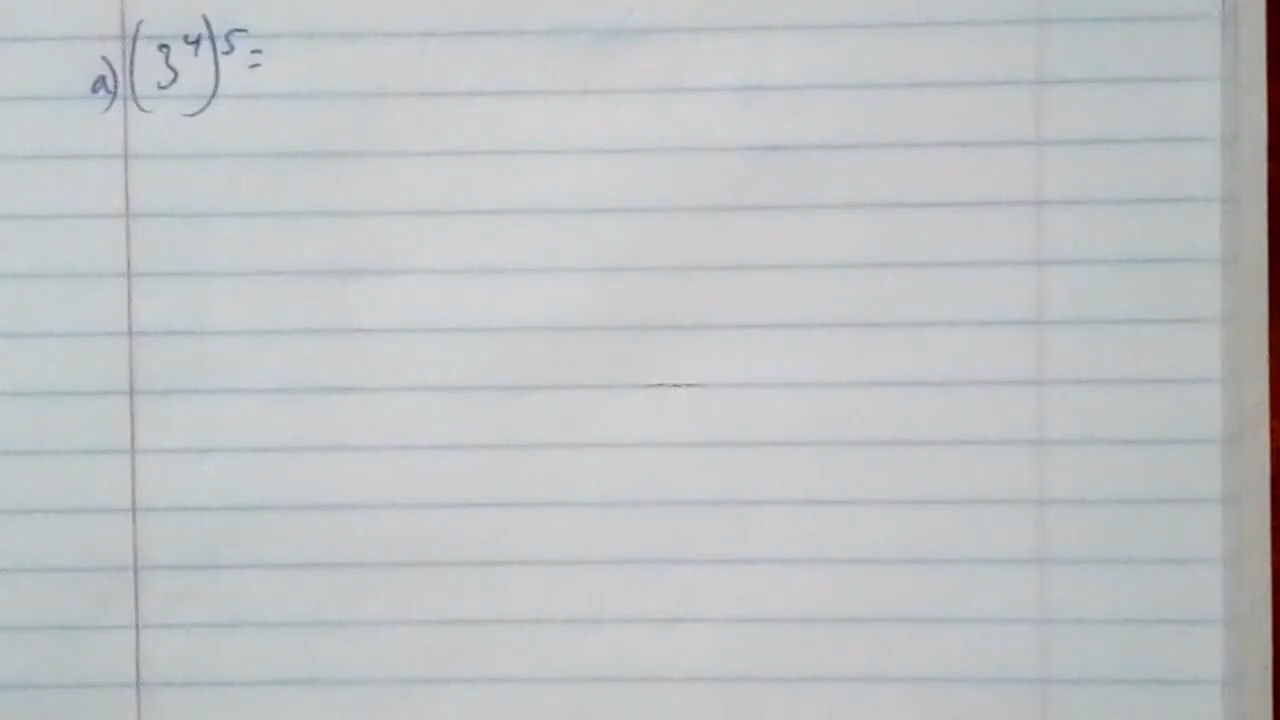 a) (3⁴)⁵ =